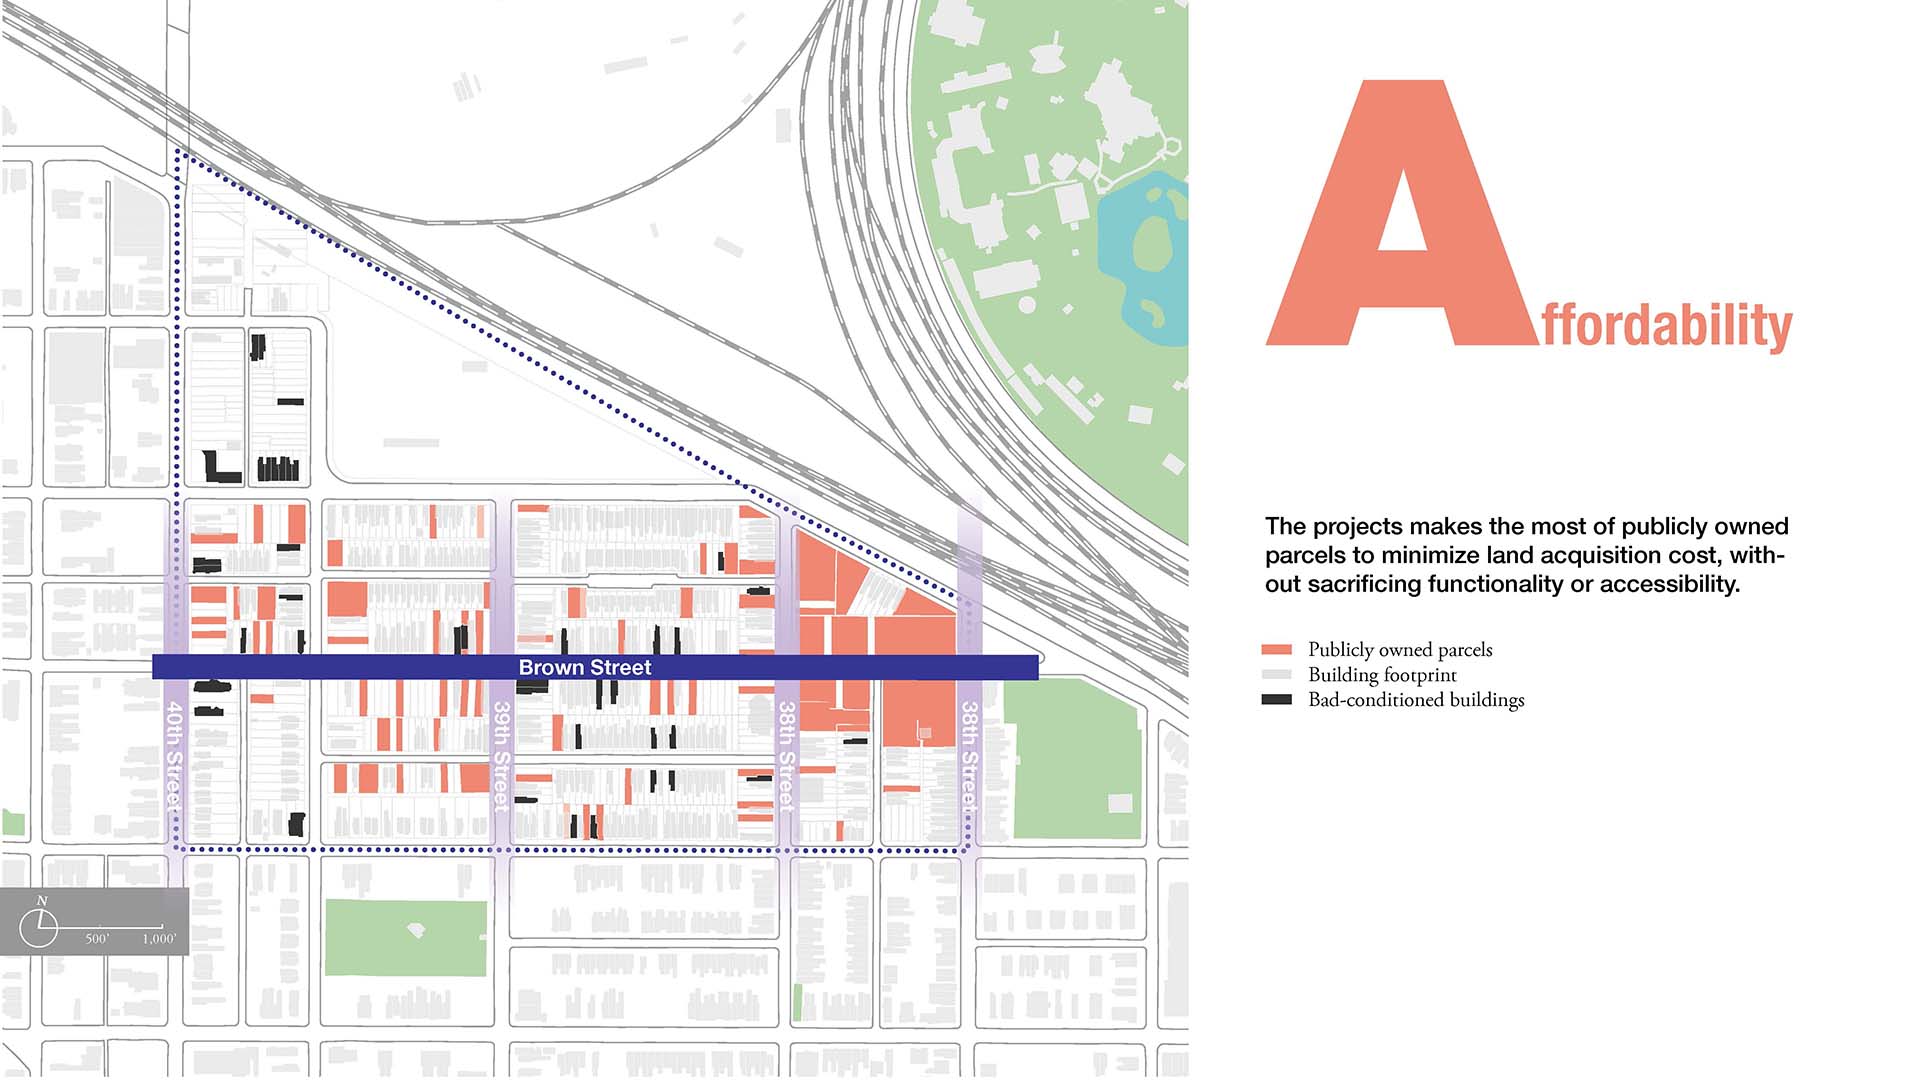 Affordability
The projects makes the most of publicly owned
parcels to minimize land acquisition cost, with-
out sacrificing functionality or accessibility.
Publicly owned parcels
Building footprint
Bad-conditioned buildings
Brown Street
40th Street
39th Street
38th Street
38th Street
N
500'
1,000'